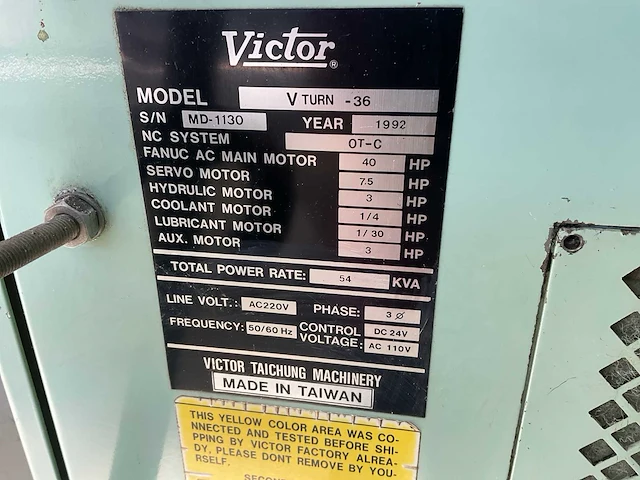 Victor®
MODEL V TURN -36
S/N MD-1130 YEAR 1992
NC SYSTEM OT-C
FANUC AC MAIN MOTOR 40 HP
SERVO MOTOR 7.5 HP
HYDRULIC MOTOR 3 HP
COOLANT MOTOR 1/4 HP
LUBRICANT MOTOR 1/30 HP
AUX. MOTOR 3 HP
TOTAL POWER RATE: 54 KVA
LINE VOLT.: AC220V PHASE: 3 Ø
FREQUENCY: 50/60 Hz CONTROL VOLTAGE: DC 24V
AC 110V
VICTOR TAICHUNG MACHINERY
MADE IN TAIWAN
THIS YELLOW COLOR AREA WAS CO-
NNECTED AND TESTED BEFORE SHI-
PPING BY VICTOR FACTORY ALREA-
DY, PLEASE DONT REMOVE BY YOU-
RSELF.